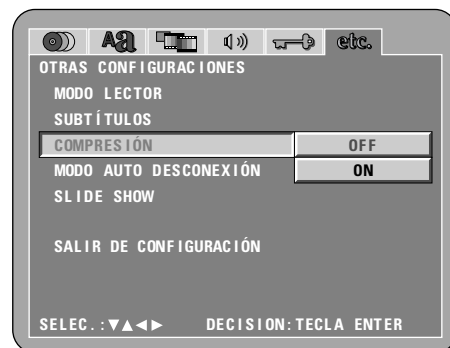 Aa etc.
OTRAS CONFIGURACIONES
MODO LECTOR
SUBTÍTULOS
COMPRESIÓN OFF
MODO AUTO DESCONEXIÓN ON
SLIDE SHOW
SALIR DE CONFIGURACIÓN
SELEC.:▼▲◀▶ DECISION:TECLA ENTER